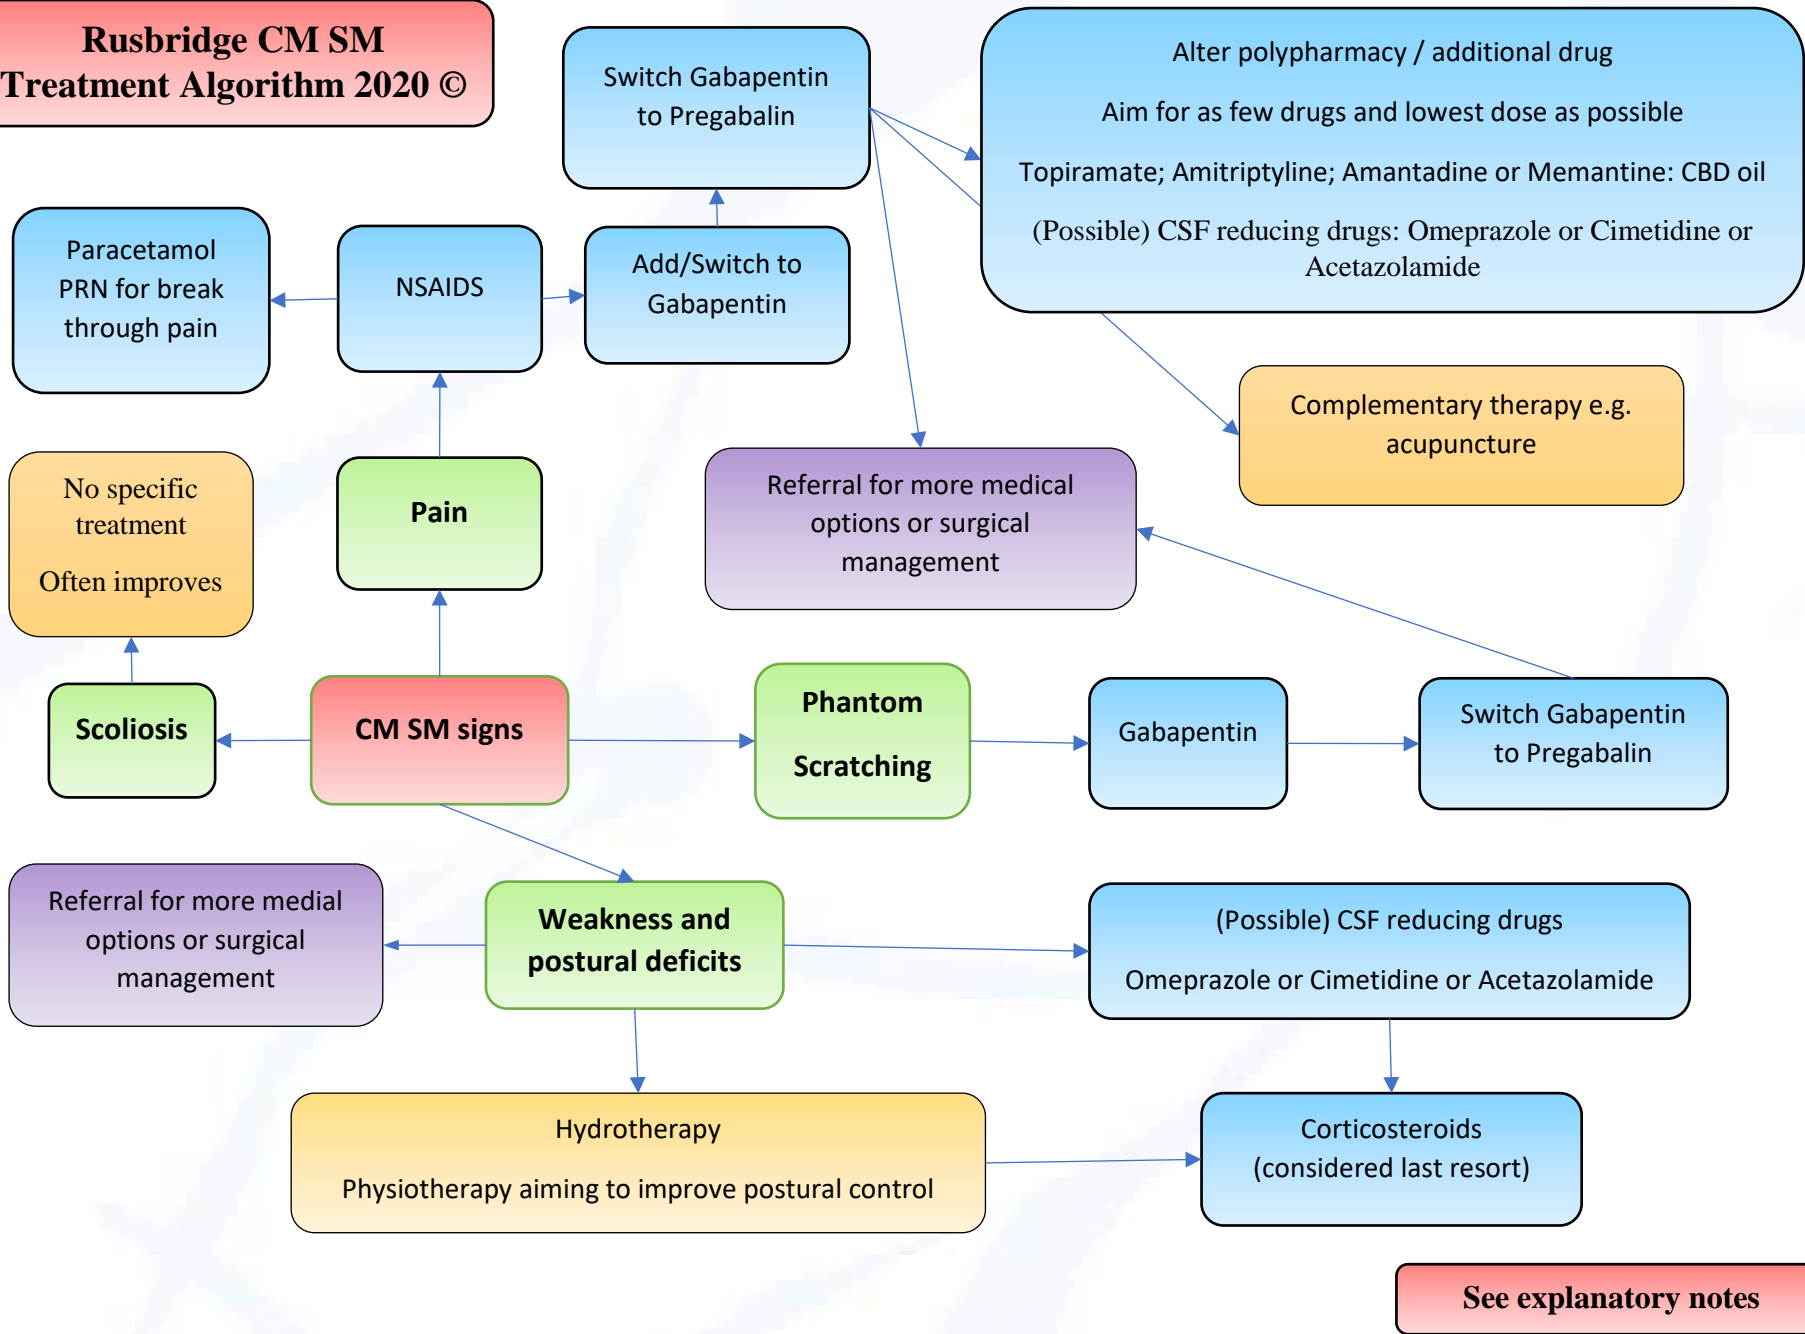 Rusbridge CM SM
Treatment Algorithm 2020 ©
Switch Gabapentin
to Pregabalin
Alter polypharmacy / additional drug
Aim for as few drugs and lowest dose as possible
Topiramate; Amitriptyline; Amantadine or Memantine: CBD oil
(Possible) CSF reducing drugs: Omeprazole or Cimetidine or
Acetazolamide
Paracetamol
PRN for break
through pain
NSAIDS
Add/Switch to
Gabapentin
Complementary therapy e.g.
acupuncture
No specific
treatment
Often improves
Pain
Referral for more medical
options or surgical
management
Scoliosis
CM SM signs
Phantom
Scratching
Gabapentin
Switch Gabapentin
to Pregabalin
Referral for more medial
options or surgical
management
Weakness and
postural deficits
(Possible) CSF reducing drugs
Omeprazole or Cimetidine or Acetazolamide
Hydrotherapy
Physiotherapy aiming to improve postural control
Corticosteroids
(considered last resort)
See explanatory notes